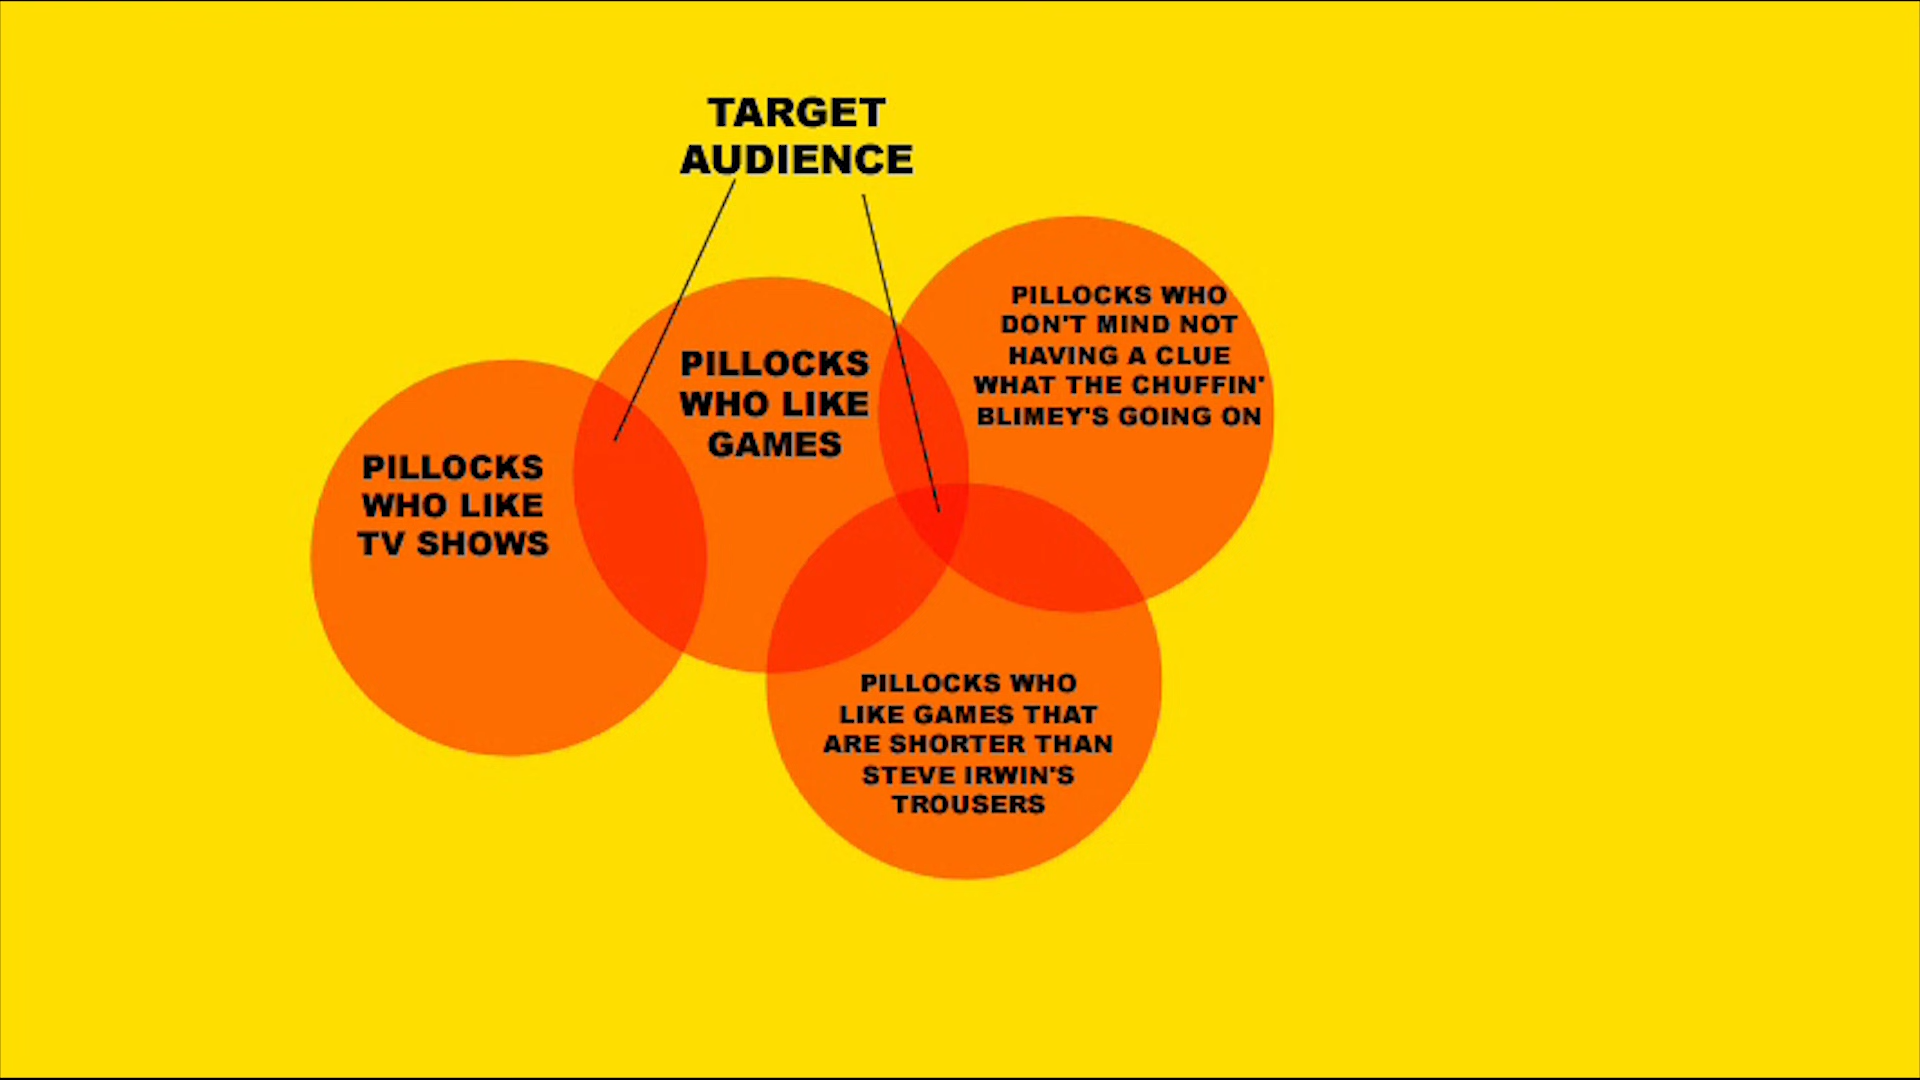 TARGET
AUDIENCE
PILLOCKS WHO
DON'T MIND NOT
HAVING A CLUE
WHAT THE CHUFFIN'
BLIMEY'S GOING ON
PILLOCKS
WHO LIKE
GAMES
PILLOCKS
WHO LIKE
TV SHOWS
PILLOCKS WHO
LIKE GAMES THAT
ARE SHORTER THAN
STEVE IRWIN'S
TROUSERS